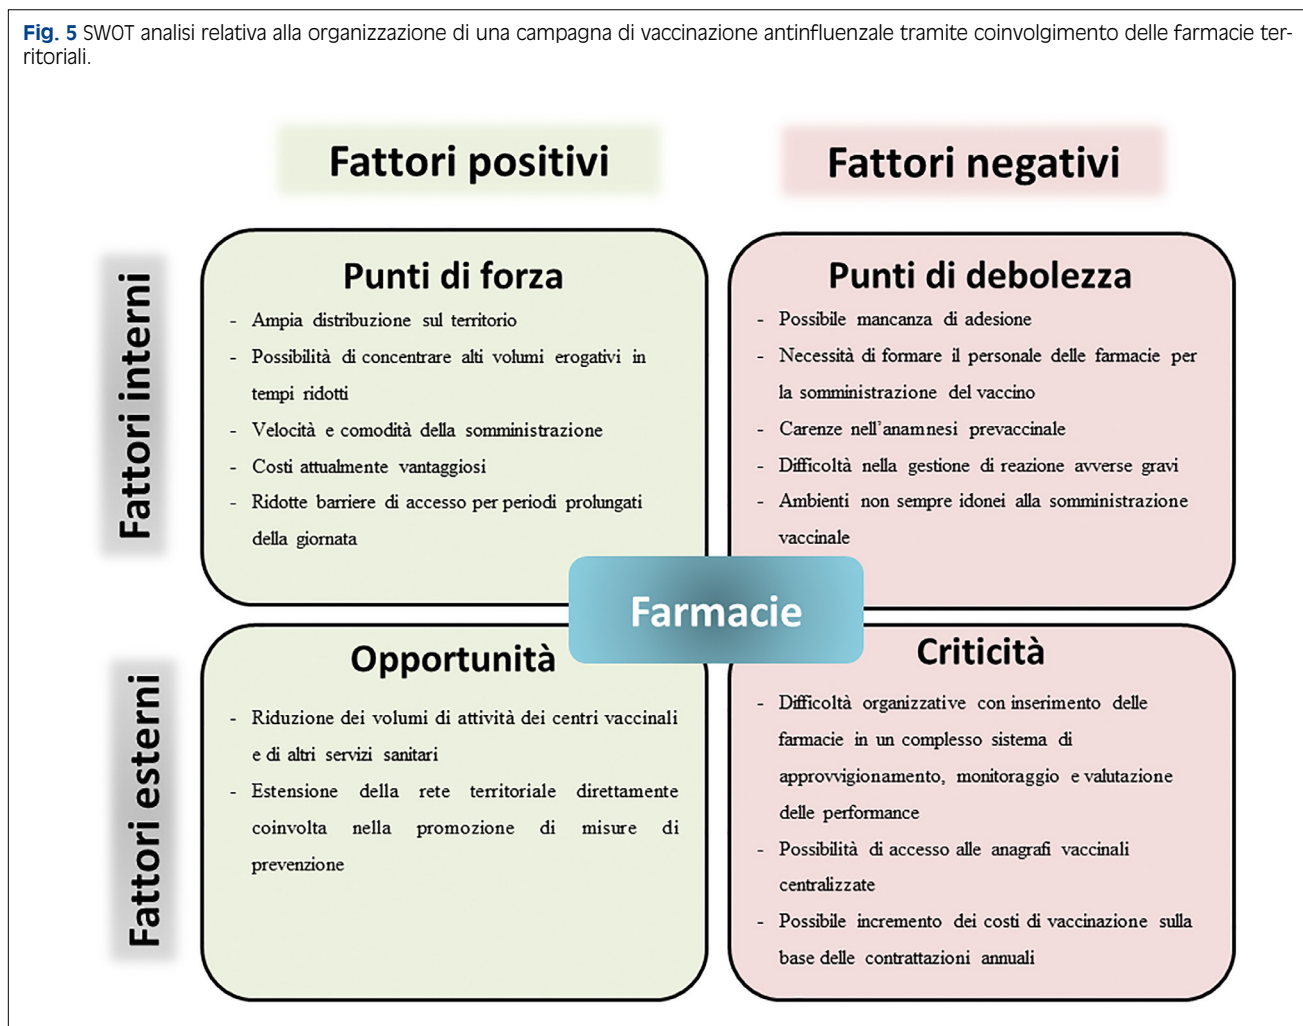 Fig. 5 SWOT analisi relativa alla organizzazione di una campagna di vaccinazione antinfluenzale tramite coinvolgimento delle farmacie ter-
ritoriali.
Fattori positivi
Fattori negativi
Fattori interni
Punti di forza
- Ampia distribuzione sul territorio
- Possibilità di concentrare alti volumi erogativi in
tempi ridotti
- Velocità e comodità della somministrazione
- Costi attualmente vantaggiosi
- Ridotte barriere di accesso per periodi prolungati
della giornata
Punti di debolezza
- Possibile mancanza di adesione
- Necessità di formare il personale delle farmacie per
la somministrazione del vaccino
- Carenze nell'anamnesi prevaccinale
- Difficoltà nella gestione di reazione avverse gravi
- Ambienti non sempre idonei alla somministrazione
vaccinale
Farmacie
Fattori esterni
Opportunità
- Riduzione dei volumi di attività dei centri vaccinali
e di altri servizi sanitari
- Estensione della rete territoriale direttamente
coinvolta nella promozione di misure di
prevenzione
Criticità
- Difficoltà organizzative con inserimento delle
farmacie in un complesso sistema di
approvvigionamento, monitoraggio e valutazione
delle performance
- Possibilità di accesso alle anagrafi vaccinali
centralizzate
- Possibile incremento dei costi di vaccinazione sulla
base delle contrattazioni annuali